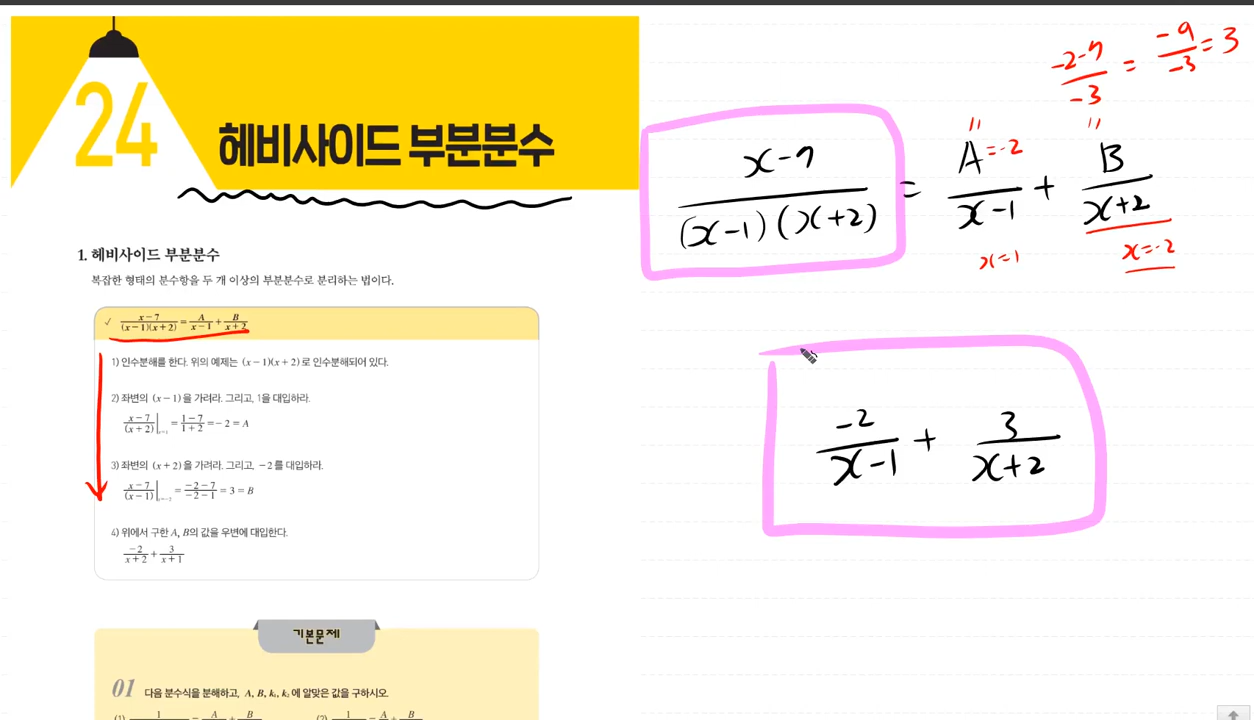 24
헤비사이드 부분분수
1. 헤비사이드 부분분수
복잡한 형태의 분수항을 두 개 이상의 부분분수로 분리하는 법이다.
✓ x-7/(x-1)(x+2) = A/x-1 + B/x+2
1) 인수분해를 한다. 위의 예제는 (x-1)(x+2)로 인수분해되어 있다.
2) 좌변의 (x-1)을 가려라. 그리고, 1을 대입하라.
x-7/(x+2)|x=1 = 1-7/1+2 = -2 = A
3) 좌변의 (x+2)을 가려라. 그리고, -2를 대입하라.
x-7/(x-1)|x=-2 = -2-7/-2-1 = 3 = B
4) 위에서 구한 A, B의 값을 우변에 대입한다.
-2/x+2 + 3/x+1
기본문제
01 다음 분수식을 분해하고, A, B, k₁, k₂에 알맞은 값을 구하시오.
(1) 1 = A + B (2) 1 = A + B
-2-7/-3 = -9/-3 = 3
x-7/(x-1)(x+2) = A/x-1 + B/x+2
=-2
x=1 x=-2
-2/x-1 + 3/x+2